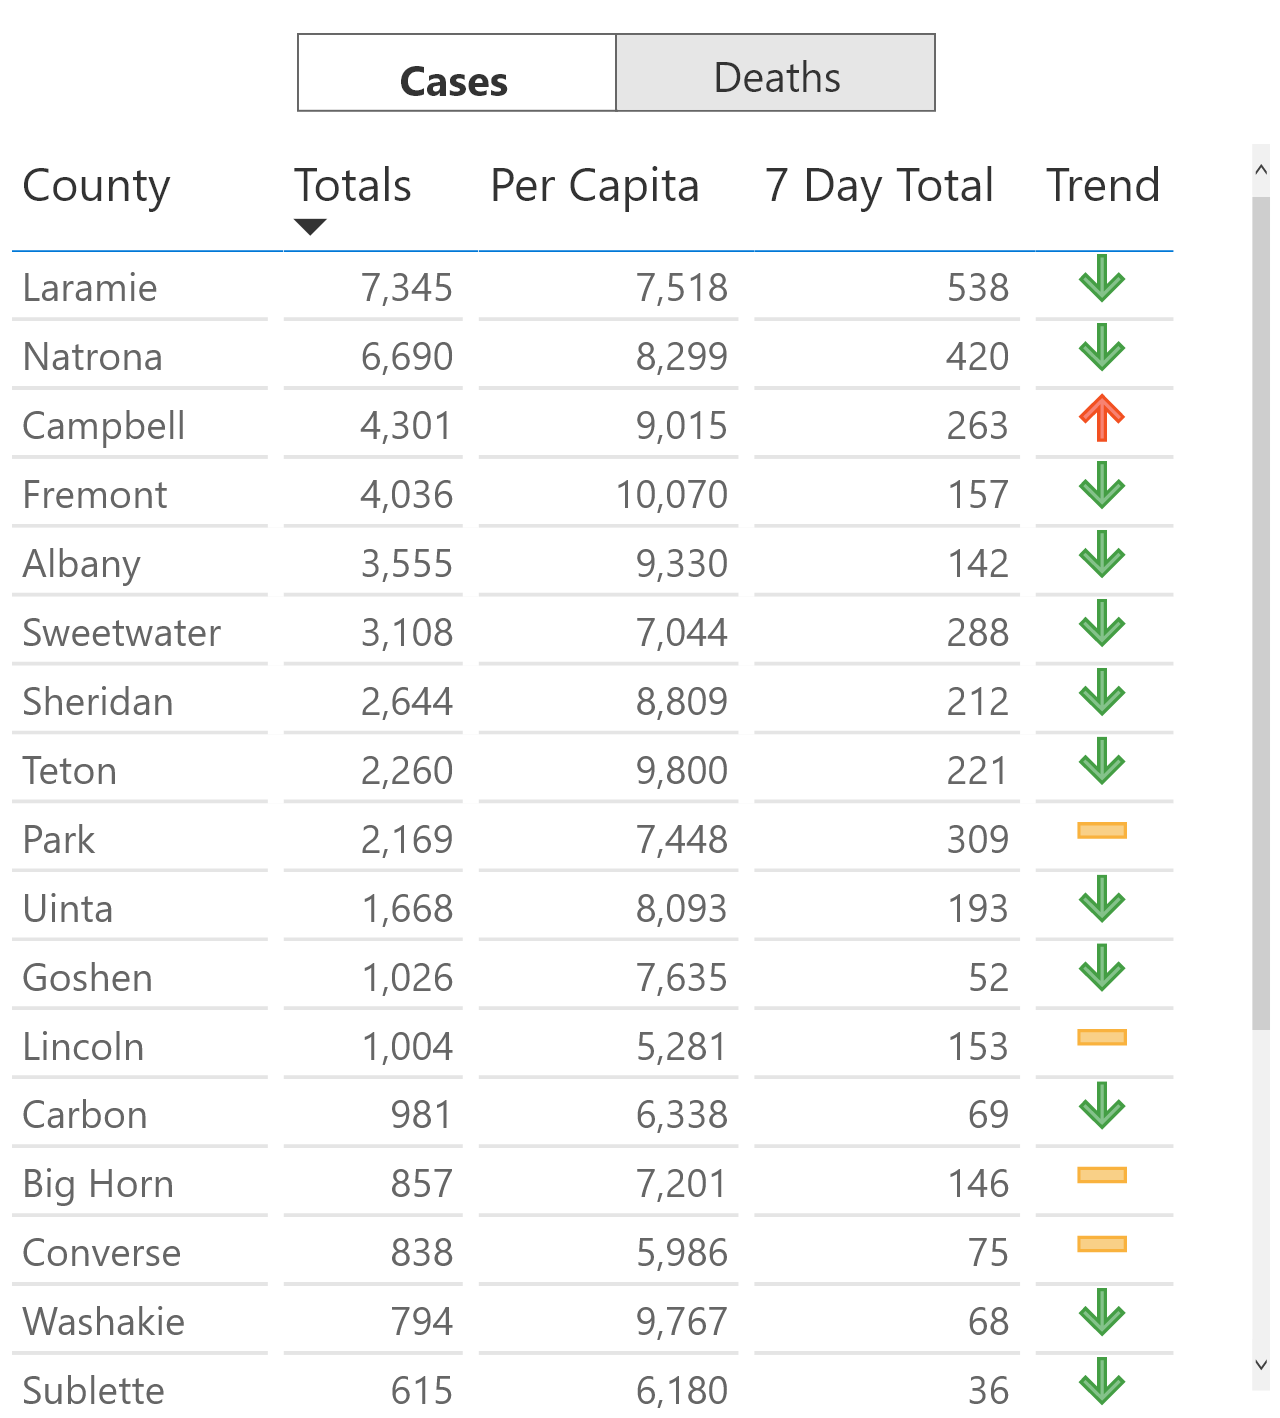 Cases Deaths
County Totals Per Capita 7 Day Total Trend
Laramie 7,345 7,518 538
Natrona 6,690 8,299 420
Campbell 4,301 9,015 263
Fremont 4,036 10,070 157
Albany 3,555 9,330 142
Sweetwater 3,108 7,044 288
Sheridan 2,644 8,809 212
Teton 2,260 9,800 221
Park 2,169 7,448 309
Uinta 1,668 8,093 193
Goshen 1,026 7,635 52
Lincoln 1,004 5,281 153
Carbon 981 6,338 69
Big Horn 857 7,201 146
Converse 838 5,986 75
Washakie 794 9,767 68
Sublette 615 6,180 36